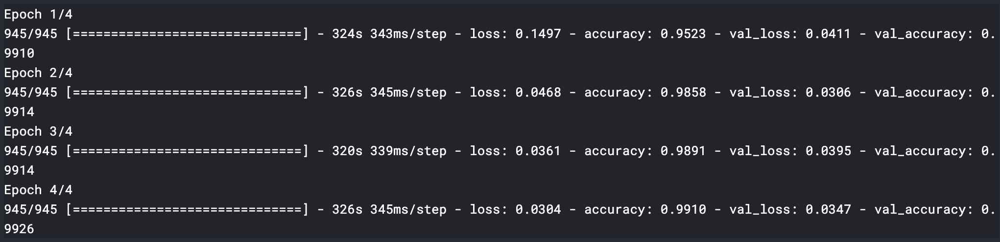 Epoch 1/4
945/945 [==============================] - 324s 343ms/step - loss: 0.1497 - accuracy: 0.9523 - val_loss: 0.0411 - val_accuracy: 0.
9910
Epoch 2/4
945/945 [==============================] - 326s 345ms/step - loss: 0.0468 - accuracy: 0.9858 - val_loss: 0.0306 - val_accuracy: 0.
9914
Epoch 3/4
945/945 [==============================] - 320s 339ms/step - loss: 0.0361 - accuracy: 0.9891 - val_loss: 0.0395 - val_accuracy: 0.
9914
Epoch 4/4
945/945 [==============================] - 326s 345ms/step - loss: 0.0304 - accuracy: 0.9910 - val_loss: 0.0347 - val_accuracy: 0.
9926